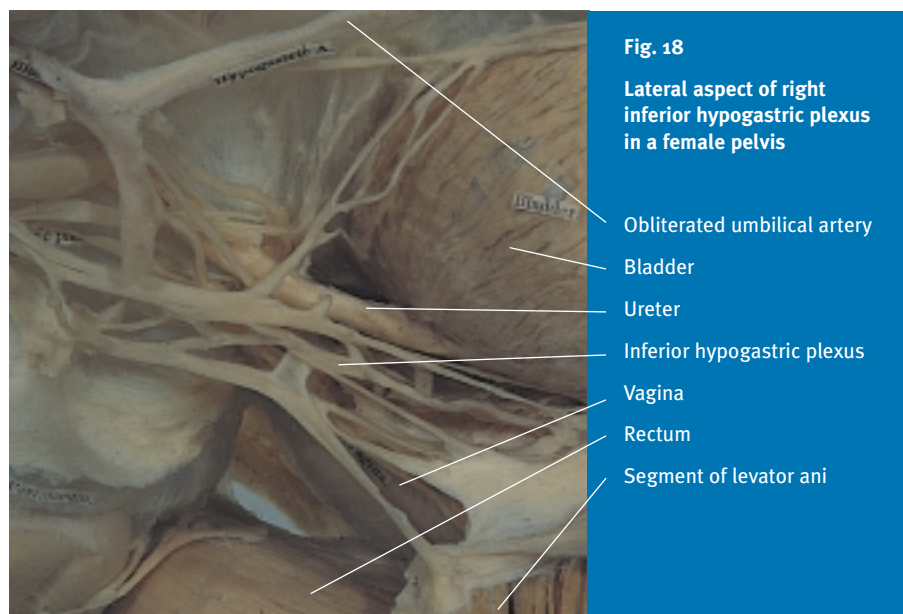 Fig. 18
Lateral aspect of right
inferior hypogastric plexus
in a female pelvis
Bladder
Obliterated umbilical artery
Bladder
Ureter
Inferior hypogastric plexus
Vagina
Rectum
Segment of levator ani